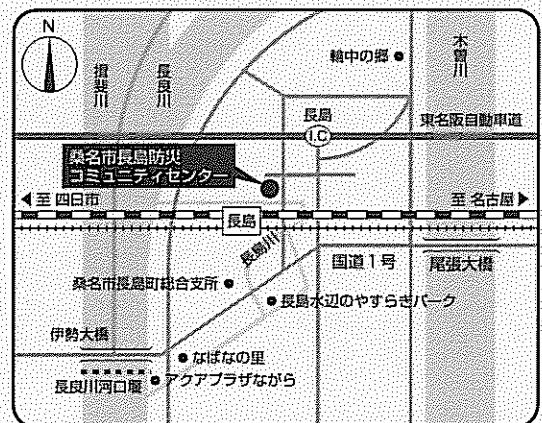 N
揖斐川
長良川
輪中の郷
木曽川
長島
I.C
東名阪自動車道
桑名市長島防災
コミュニティセンター
至 四日市
至 名古屋
長島
長島川
国道1号
尾張大橋
桑名市長島町総合支所
長島水辺のやすらぎパーク
伊勢大橋
なばなの里
長良川河口堰
アクアプラザながら